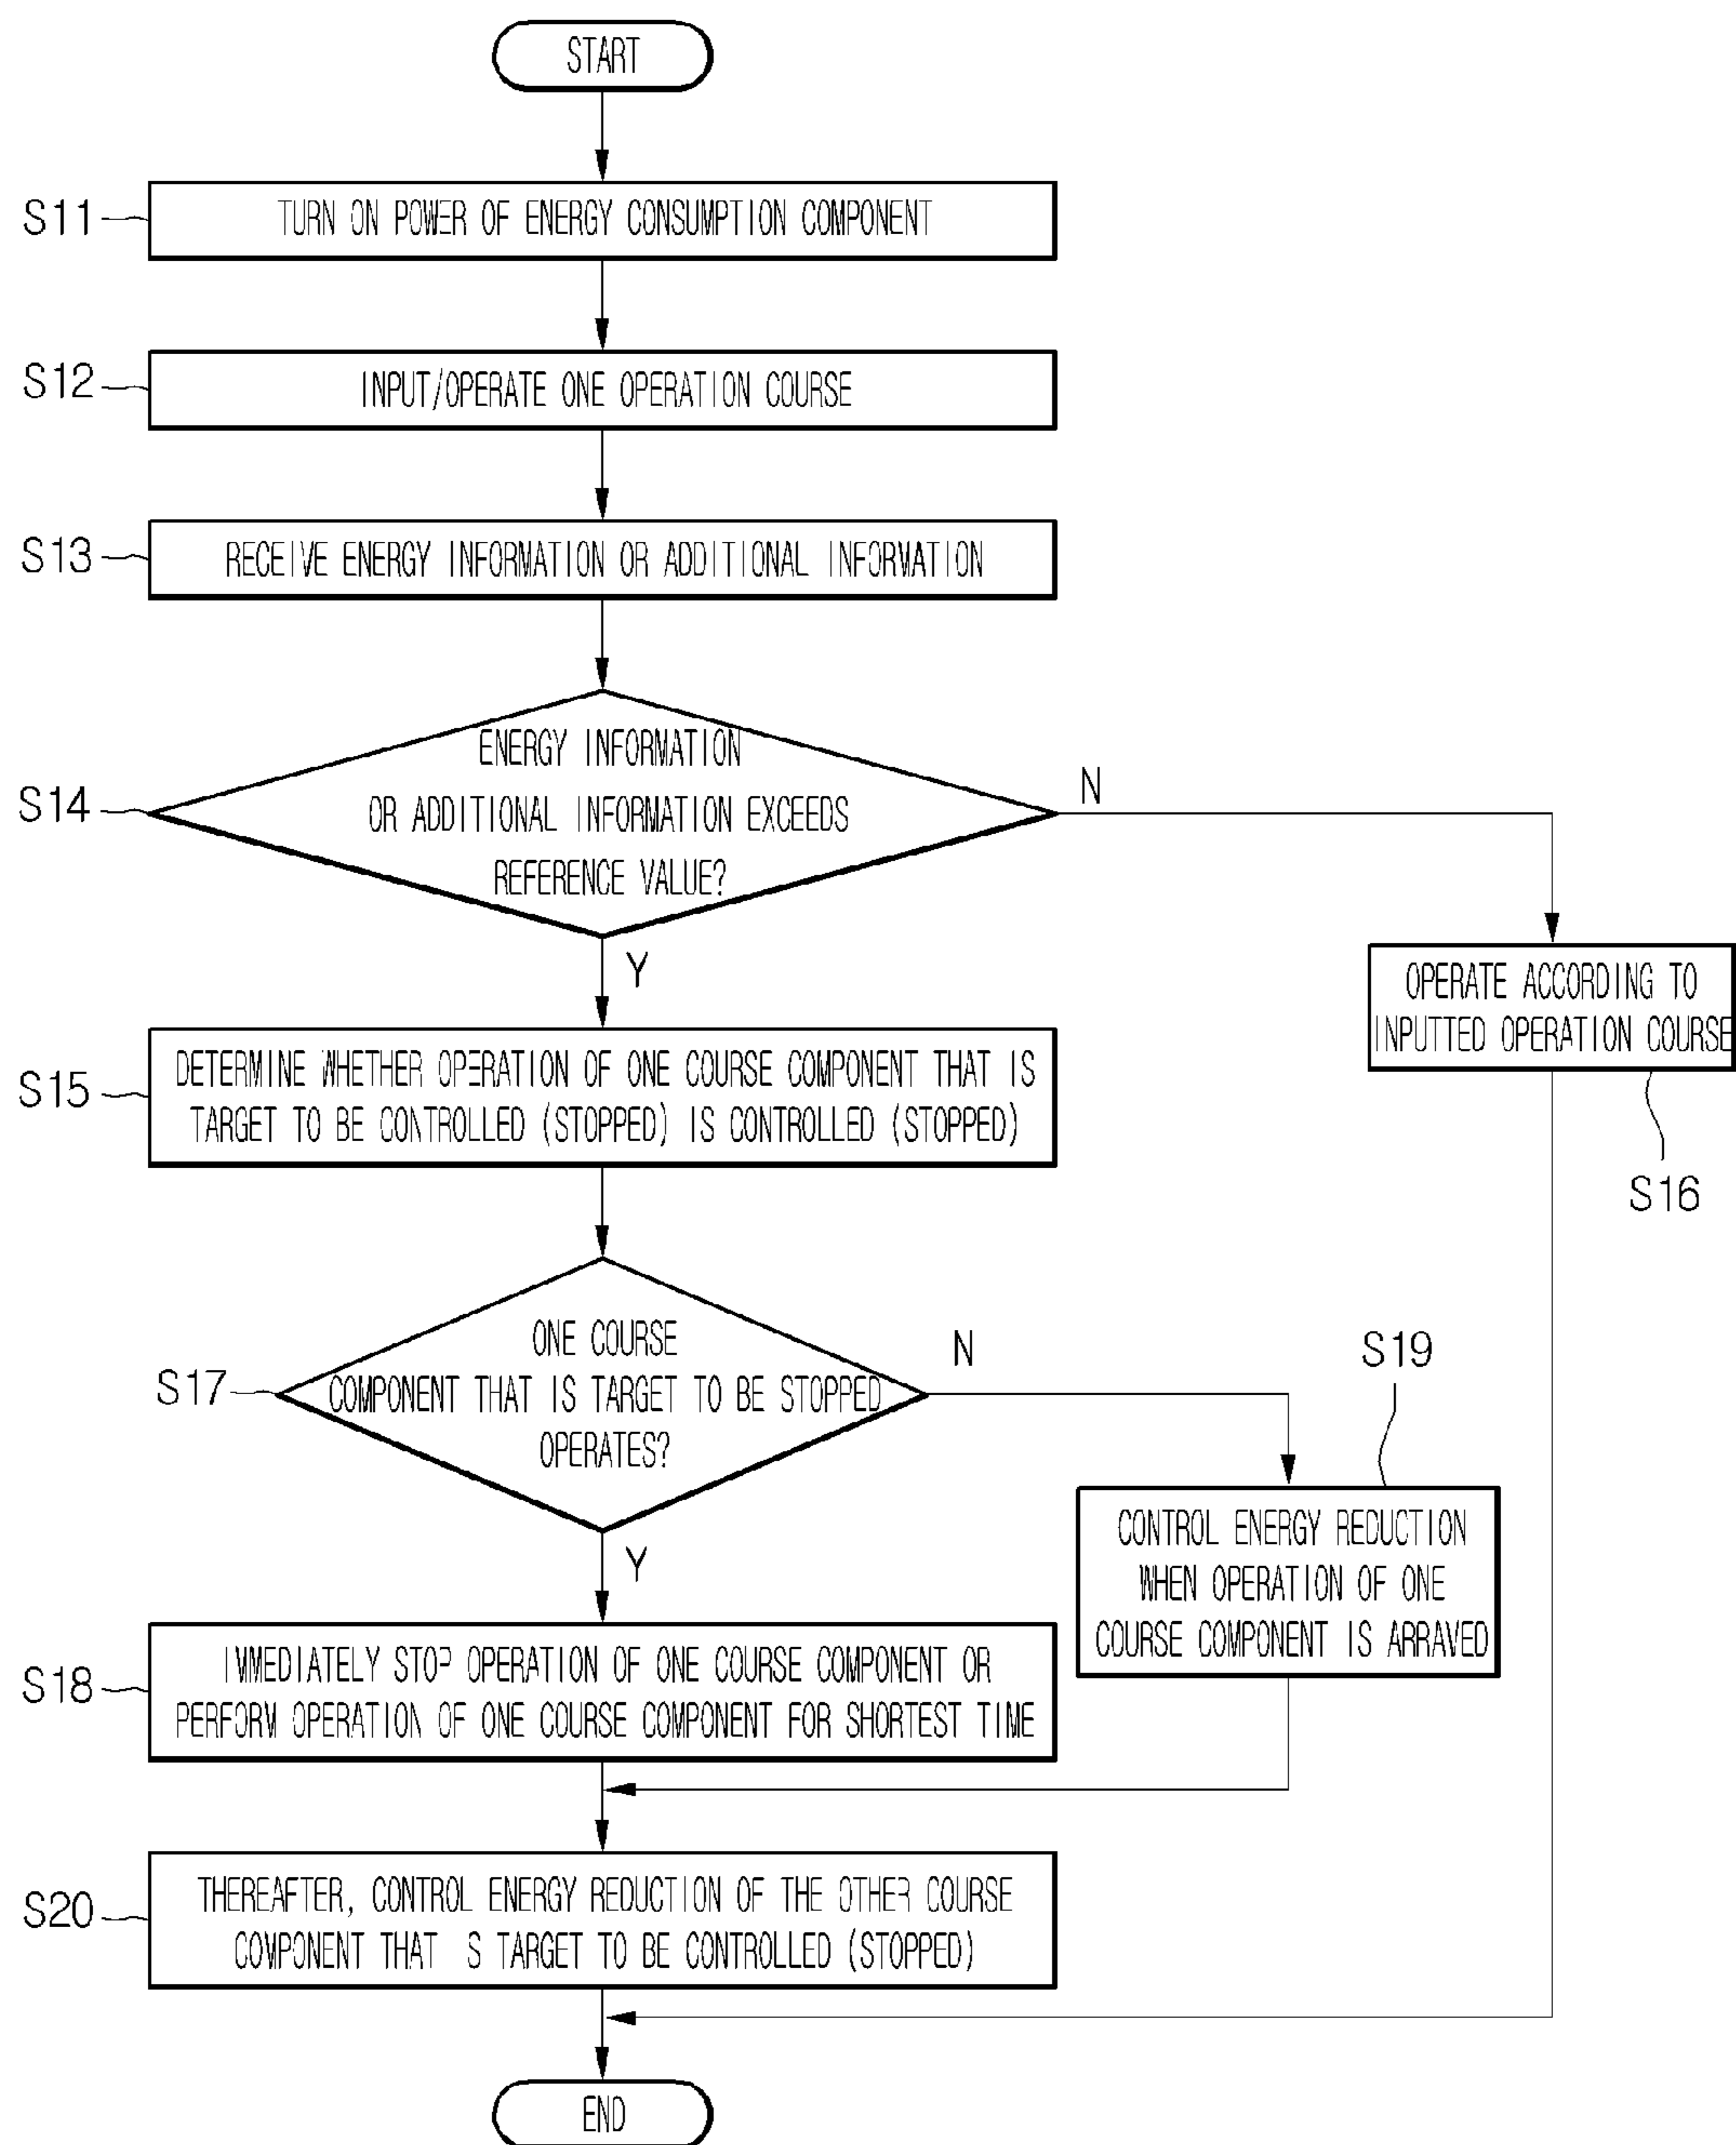 START
S11
TURN ON POWER OF ENERGY CONSUMPTION COMPONENT
S12
INPUT/OPERATE ONE OPERATION COURSE
S13
RECEIVE ENERGY INFORMATION OR ADDITIONAL INFORMATION
S14
ENERGY INFORMATION
OR ADDITIONAL INFORMATION EXCEEDS
REFERENCE VALUE?
N
Y
OPERATE ACCORDING TO
INPUTTED OPERATION COURSE
S16
S15
DETERMINE WHETHER OPERATION OF ONE COURSE COMPONENT THAT IS
TARGET TO BE CONTROLLED (STOPPED) IS CONTROLLED (STOPPED)
S17
ONE COURSE
COMPONENT THAT IS TARGET TO BE STOPPED
OPERATES?
N
Y
S19
CONTROL ENERGY REDUCTION
WHEN OPERATION OF ONE
COURSE COMPONENT IS ARRAVED
S18
IMMEDIATELY STOP OPERATION OF ONE COURSE COMPONENT OR
PERFORM OPERATION OF ONE COURSE COMPONENT FOR SHORTEST TIME
S20
THEREAFTER, CONTROL ENERGY REDUCTION OF THE OTHER COURSE
COMPONENT THAT IS TARGET TO BE CONTROLLED (STOPPED)
END